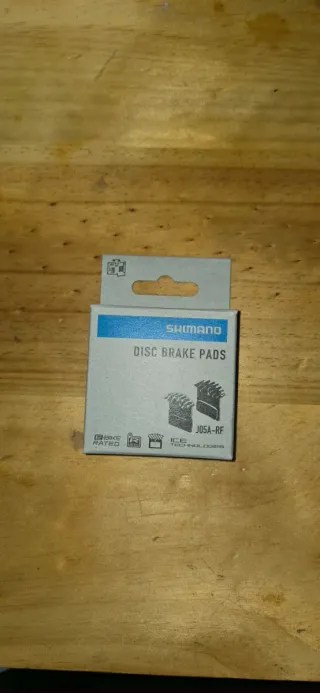 SHIMANO
DISC BRAKE PADS
J05A-RF
E-BIKE
RATED
ICE
TECHNOLOGIES